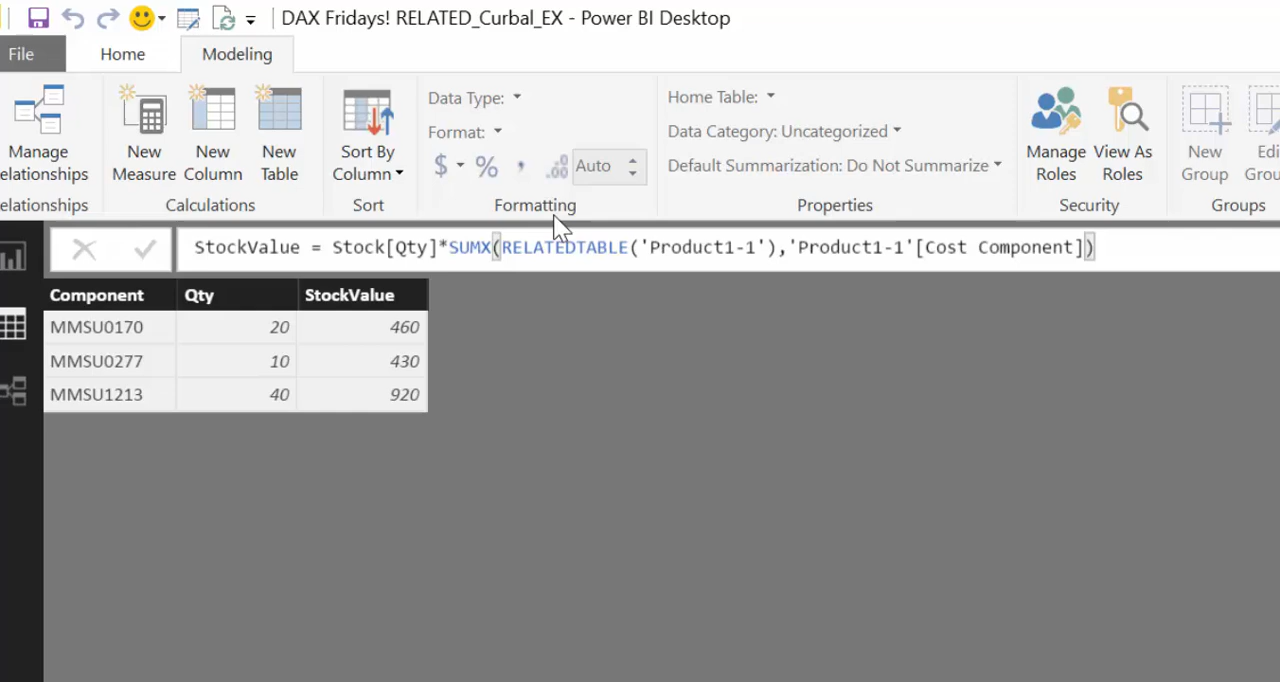 DAX Fridays! RELATED_Curbal_EX - Power BI Desktop
File Home Modeling
Manage elationships
New Measure
New Column
New Table
Sort By Column
Data Type:
Format:
$ % , .00 Auto
Home Table:
Data Category: Uncategorized
Default Summarization: Do Not Summarize
Manage Roles
View As Roles
New Group
Edi Grou
elationships Calculations Sort Formatting Properties Security Groups
StockValue = Stock[Qty]*SUMX(RELATEDTABLE('Product1-1'),'Product1-1'[Cost Component])
Component Qty StockValue
MMSU0170 20 460
MMSU0277 10 430
MMSU1213 40 920